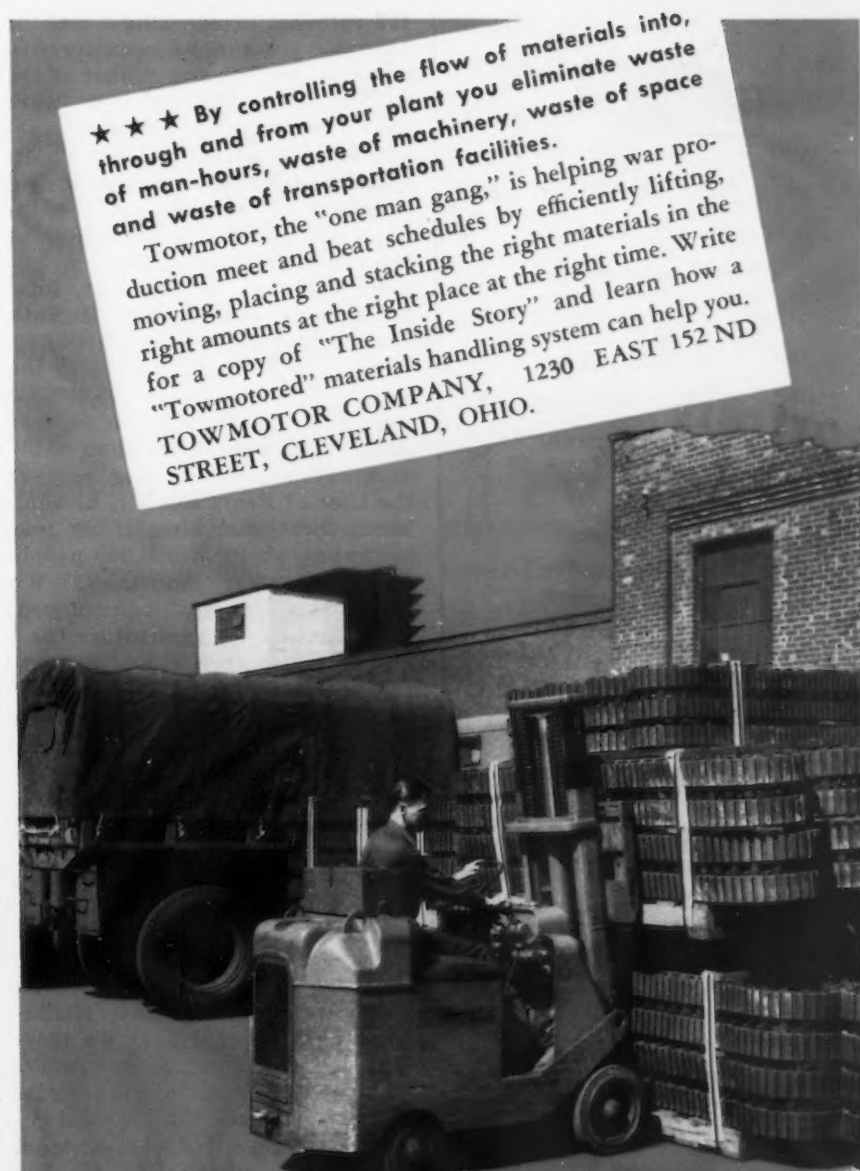 ★ ★ ★ By controlling the flow of materials into,
through and from your plant you eliminate waste
of man-hours, waste of machinery, waste of space
and waste of transportation facilities.
Towmotor, the "one man gang," is helping war pro-
duction meet and beat schedules by efficiently lifting,
moving, placing and stacking the right materials in the
right amounts at the right place at the right time. Write
for a copy of "The Inside Story" and learn how a
"Towmotored" materials handling system can help you.
TOWMOTOR COMPANY, 1230 EAST 152 ND
STREET, CLEVELAND, OHIO.